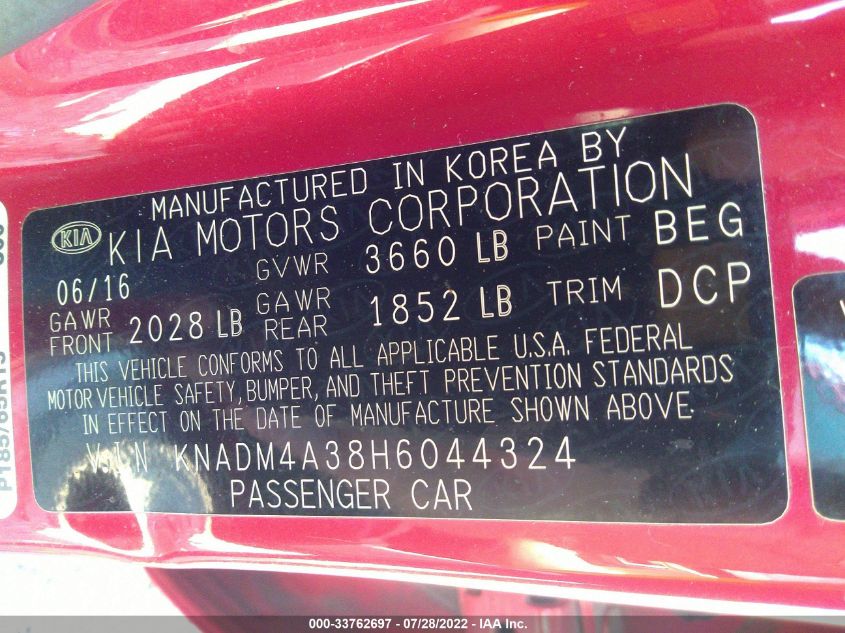 MANUFACTURED IN KOREA BY
KIA KIA MOTORS CORPORATION
06/16 GVWR 3660 LB PAINT BEG
GAWR FRONT 2028 LB GAWR REAR 1852 LB TRIM DCP
THIS VEHICLE CONFORMS TO ALL APPLICABLE U.S.A. FEDERAL
MOTOR VEHICLE SAFETY, BUMPER, AND THEFT PREVENTION STANDARDS
IN EFFECT ON THE DATE OF MANUFACTURE SHOWN ABOVE.
VIN KNADM4A38H6044324
PASSENGER CAR
P185/65R15
000-33762697 - 07/28/2022 - IAA Inc.